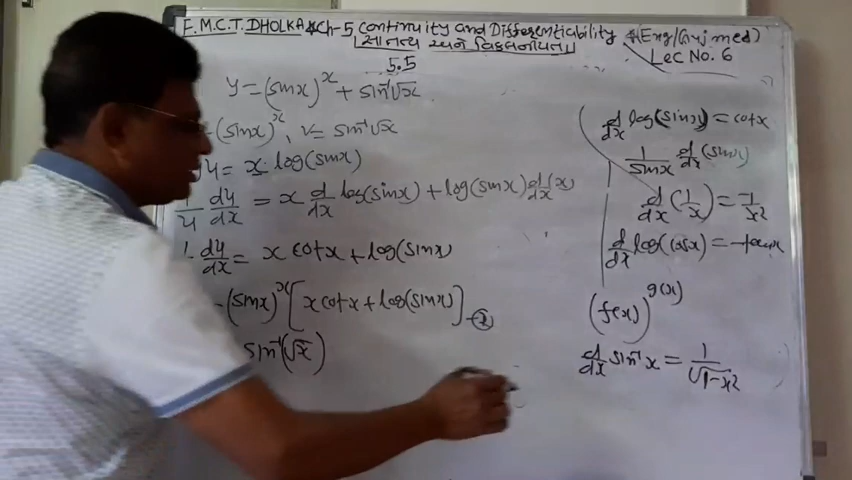 F.M.C.T. DHOLKA Ch-5 Continuity and Differentiability (Eng/Guj med)
સાતત્ય અને વિકલનીયતા
Lec No. 6
5.5
y = (sinx)^x + sin⁻¹√x
(sinx)^x, v = sin⁻¹√x
u = x log(sinx)
1/u du/dx = x d/dx log(sinx) + log(sinx) d/dx (x)
du/dx = x cotx + log(sinx)
(sinx)^x [x cotx + log(sinx)]
sin⁻¹(√x)
d/dx log(sinx) = cotx
1/sinx d/dx (sinx)
d/dx (1/x) = -1/x²
d/dx log(cosx) =
(f(x))^g(x)
d/dx sin⁻¹x = 1/√1-x²